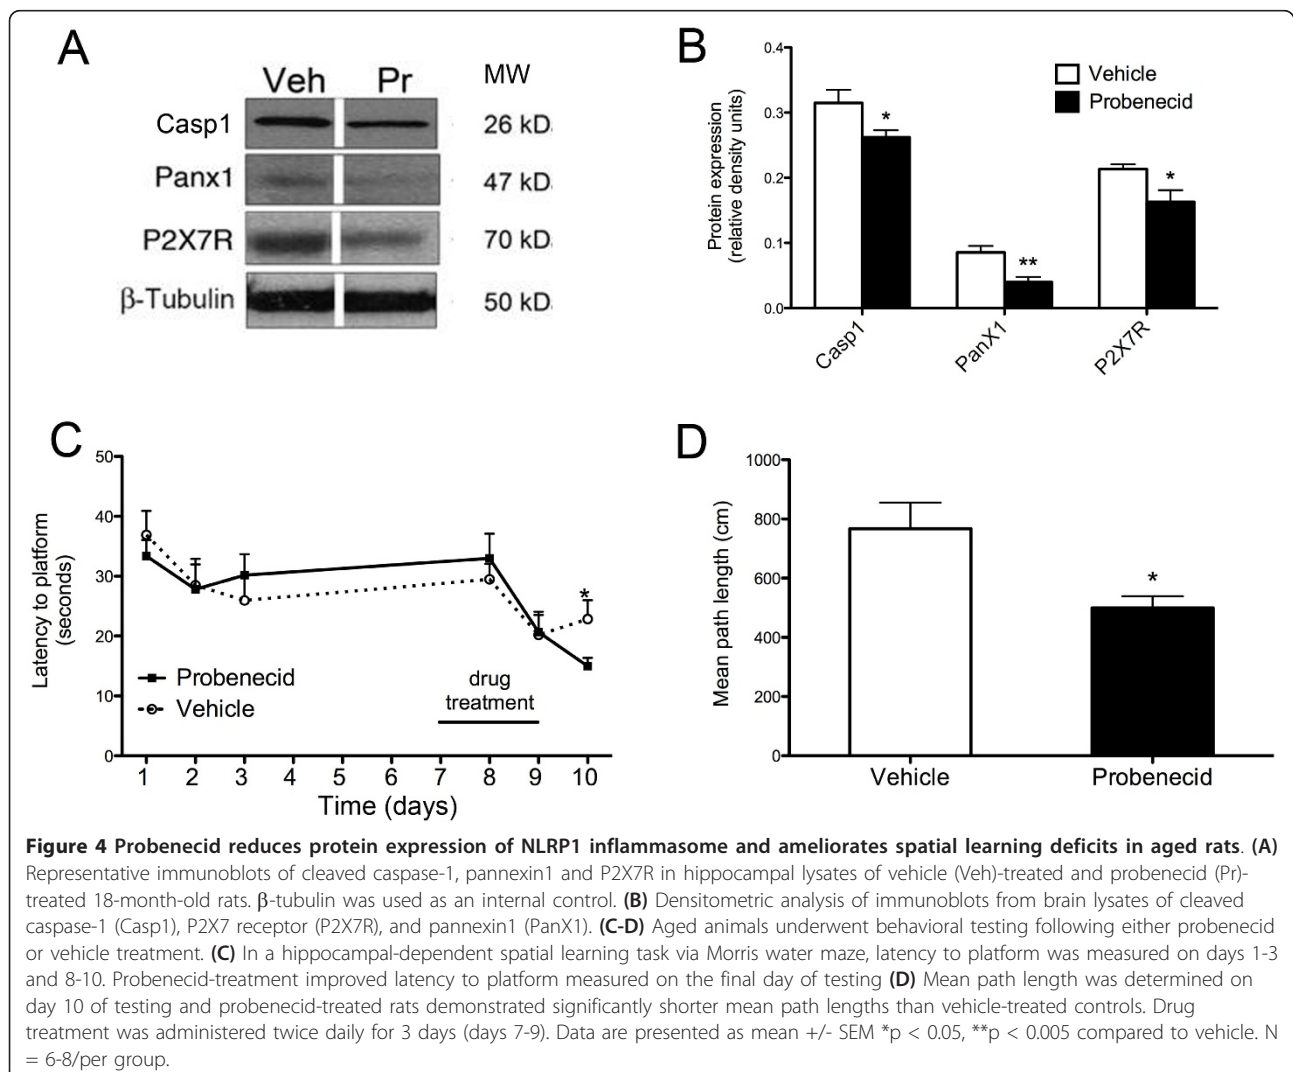 A
Veh Pr MW
Casp1 26 kD
Panx1 47 kD
P2X7R 70 kD
β-Tubulin 50 kD
B
Protein expression
(relative density units)
0.4
0.3
0.2
0.1
0.0
Vehicle
Probenecid
* ** *
Casp1 PanX1 P2X7R
C
Latency to platform
(seconds)
50
40
30
20
10
0
*
Probenecid
Vehicle
drug
treatment
1 2 3 4 5 6 7 8 9 10
Time (days)
D
Mean path length (cm)
1000
800
600
400
200
0
*
Vehicle Probenecid
Figure 4 Probenecid reduces protein expression of NLRP1 inflammasome and ameliorates spatial learning deficits in aged rats. (A)
Representative immunoblots of cleaved caspase-1, pannexin1 and P2X7R in hippocampal lysates of vehicle (Veh)-treated and probenecid (Pr)-
treated 18-month-old rats. β-tubulin was used as an internal control. (B) Densitometric analysis of immunoblots from brain lysates of cleaved
caspase-1 (Casp1), P2X7 receptor (P2X7R), and pannexin1 (PanX1). (C-D) Aged animals underwent behavioral testing following either probenecid
or vehicle treatment. (C) In a hippocampal-dependent spatial learning task via Morris water maze, latency to platform was measured on days 1-3
and 8-10. Probenecid-treatment improved latency to platform measured on the final day of testing (D) Mean path length was determined on
day 10 of testing and probenecid-treated rats demonstrated significantly shorter mean path lengths than vehicle-treated controls. Drug
treatment was administered twice daily for 3 days (days 7-9). Data are presented as mean +/- SEM *p < 0.05, **p < 0.005 compared to vehicle. N
= 6-8/per group.